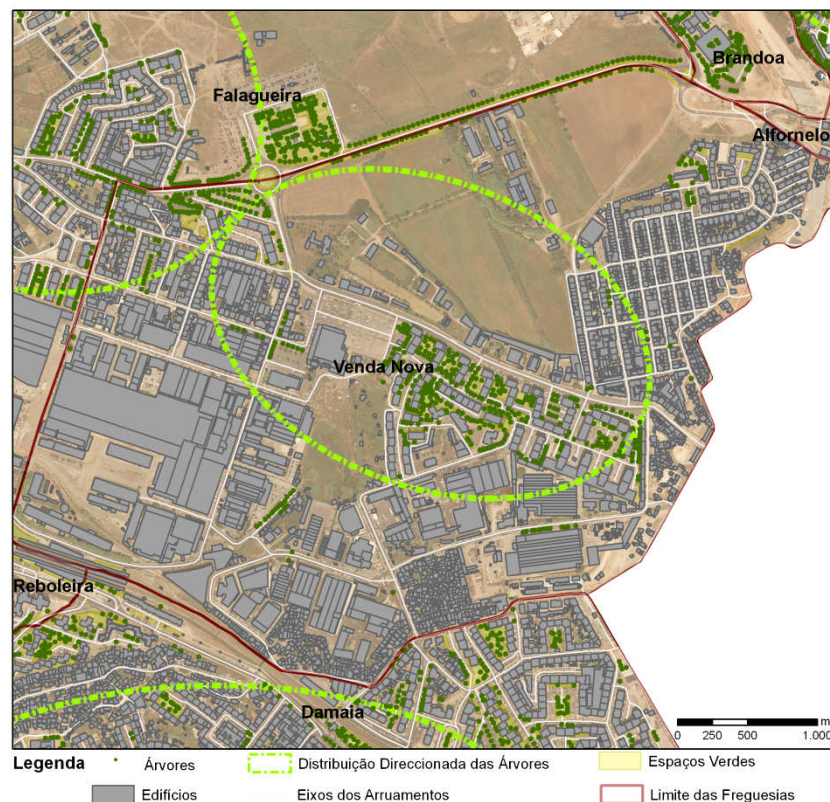 Brandoa
Falagueira
Alfornelo
Venda Nova
Reboleira
Damaia
m
0 250 500 1.000
Legenda Árvores Distribuição Direccionada das Árvores Espaços Verdes
Edifícios Eixos dos Arruamentos Limite das Freguesias